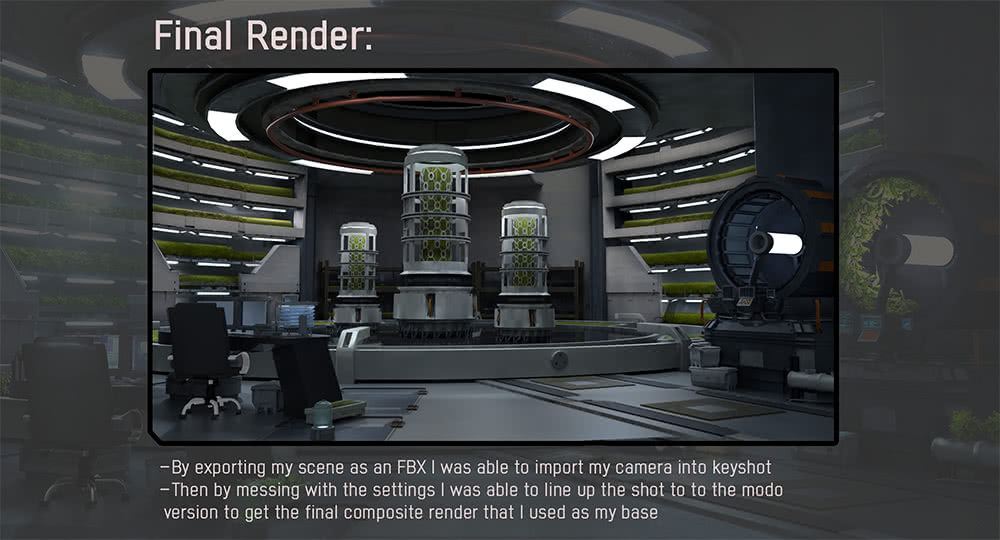 Final Render:
-By exporting my scene as an FBX I was able to import my camera into keyshot
-Then by messing with the settings I was able to line up the shot to to the modo
version to get the final composite render that I used as my base